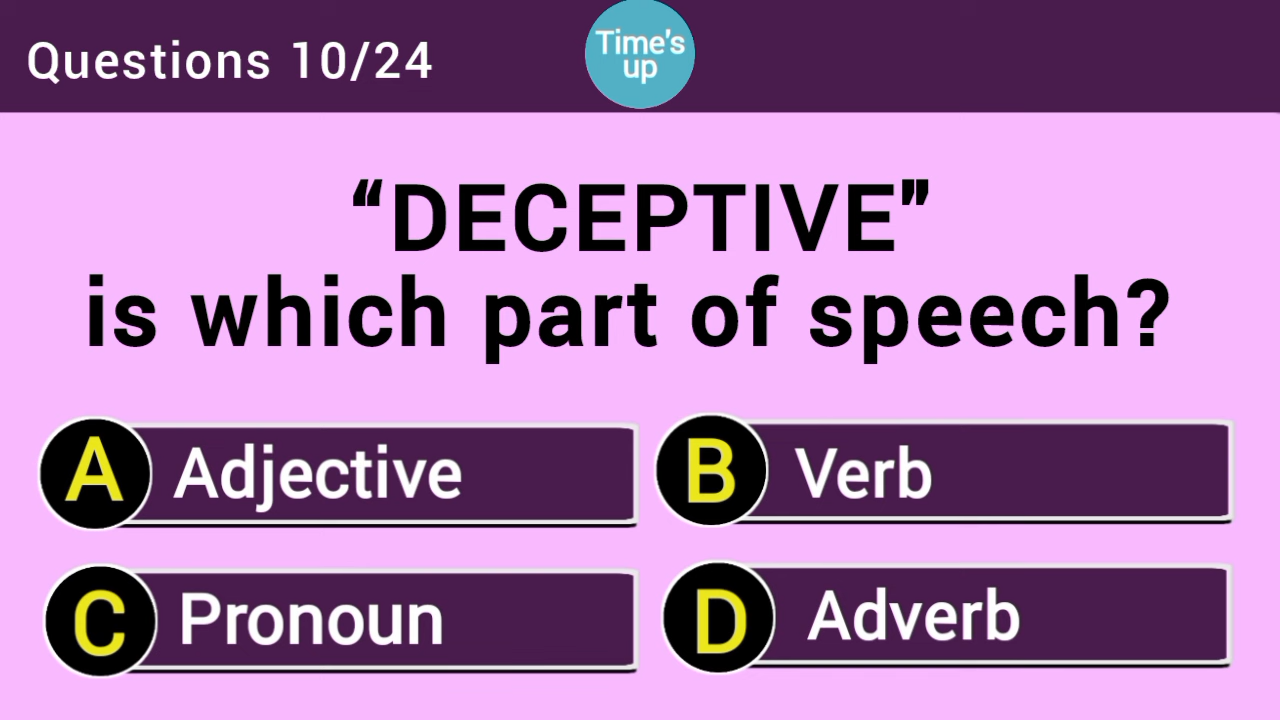 Questions 10/24
Time's
up
“DECEPTIVE”
is which part of speech?
A Adjective
B Verb
C Pronoun
D Adverb